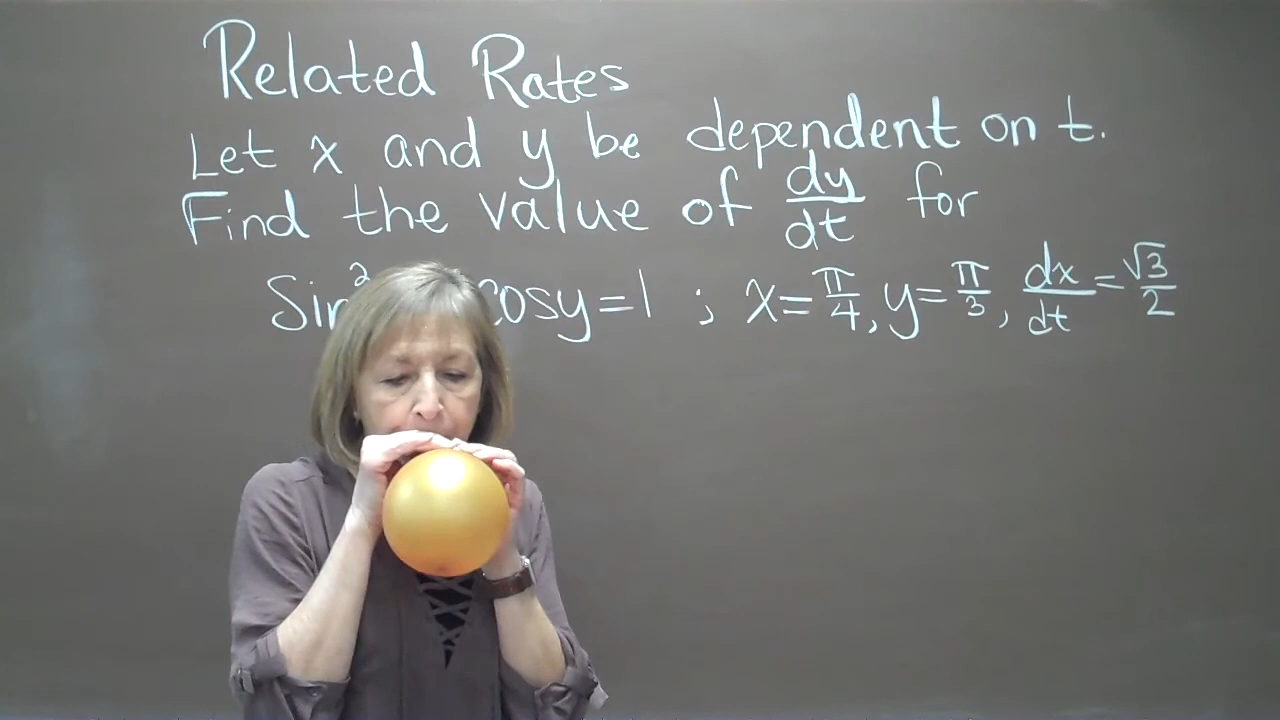 Related Rates
Let x and y be dependent on t.
Find the value of dy/dt for
Sin² cosy=1 ; x=π/4, y=π/3, dx/dt=√3/2